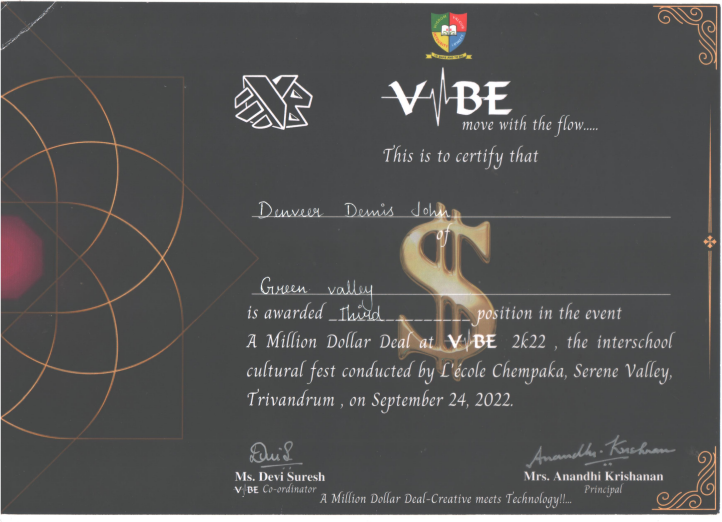 VIBE
move with the flow.....
This is to certify that
Denveer Demis John
of
Green valley
is awarded Third position in the event
A Million Dollar Deal at VIBE 2k22 , the interschool
cultural fest conducted by L'école Chempaka, Serene Valley,
Trivandrum , on September 24, 2022.
Ms. Devi Suresh
VIBE Co-ordinator
Anandhi Krishnan
Mrs. Anandhi Krishanan
Principal
A Million Dollar Deal-Creative meets Technology!!...